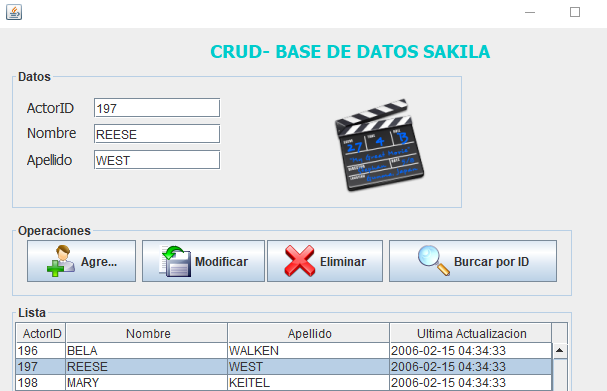 CRUD- BASE DE DATOS SAKILA
Datos
ActorID 197
Nombre REESE
Apellido WEST
Operaciones
Agre... Modificar Eliminar Burcar por ID
Lista
ActorID Nombre Apellido Ultima Actualizacion
196 BELA WALKEN 2006-02-15 04:34:33
197 REESE WEST 2006-02-15 04:34:33
198 MARY KEITEL 2006-02-15 04:34:33